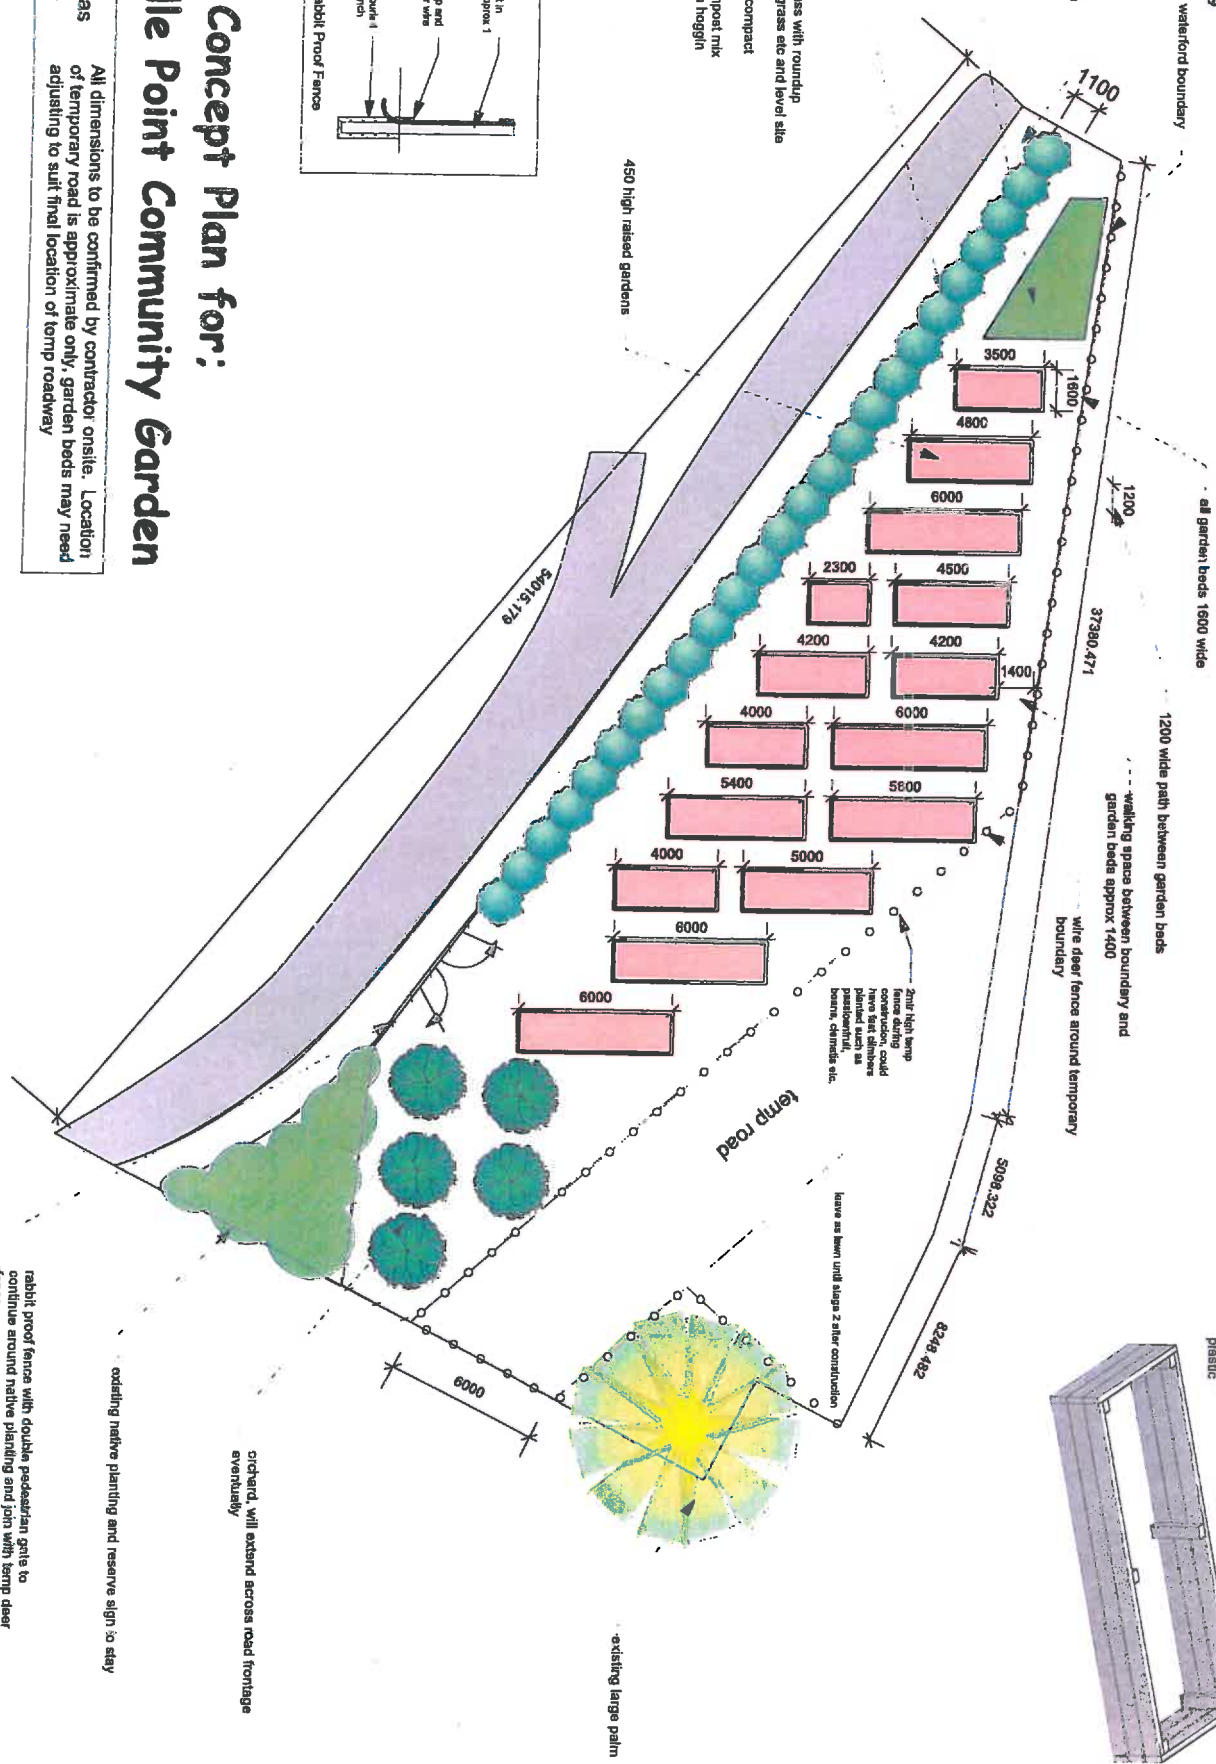 Concept Plan for;
Point Community Garden
All dimensions to be confirmed by contractor onsite. Location
of temporary road is approximate only, garden beds may need
adjusting to suit final location of temp roadway
as
Rabbit Proof Fence
waterford boundary
with roundup
grass etc and level site
compact
mix
hoggin
450 high raised gardens
all garden beds 1600 wide
1200 wide path between garden beds
walking space between boundary and
garden beds approx 1400
wire deer fence around temporary
boundary
2mtr high temp
fence during
construcion, could
have fast climbers
planted such as
passionfruit,
beans, clematis etc.
temp road
leave as lawn until stage 2 after construction
existing large palm
orchard, will extend across road frontage
eventually
existing native planting and reserve sign to stay
rabbit proof fence with double pedestrian gate to
continue around native planting and join with temp deer
plastic
1100
37380.471
1200
3500
1600
4800
6000
2300
4500
4200
4200
1400
4000
6000
5400
5800
4000
5000
6000
6000
54015.179
5098.322
8248.482
6000